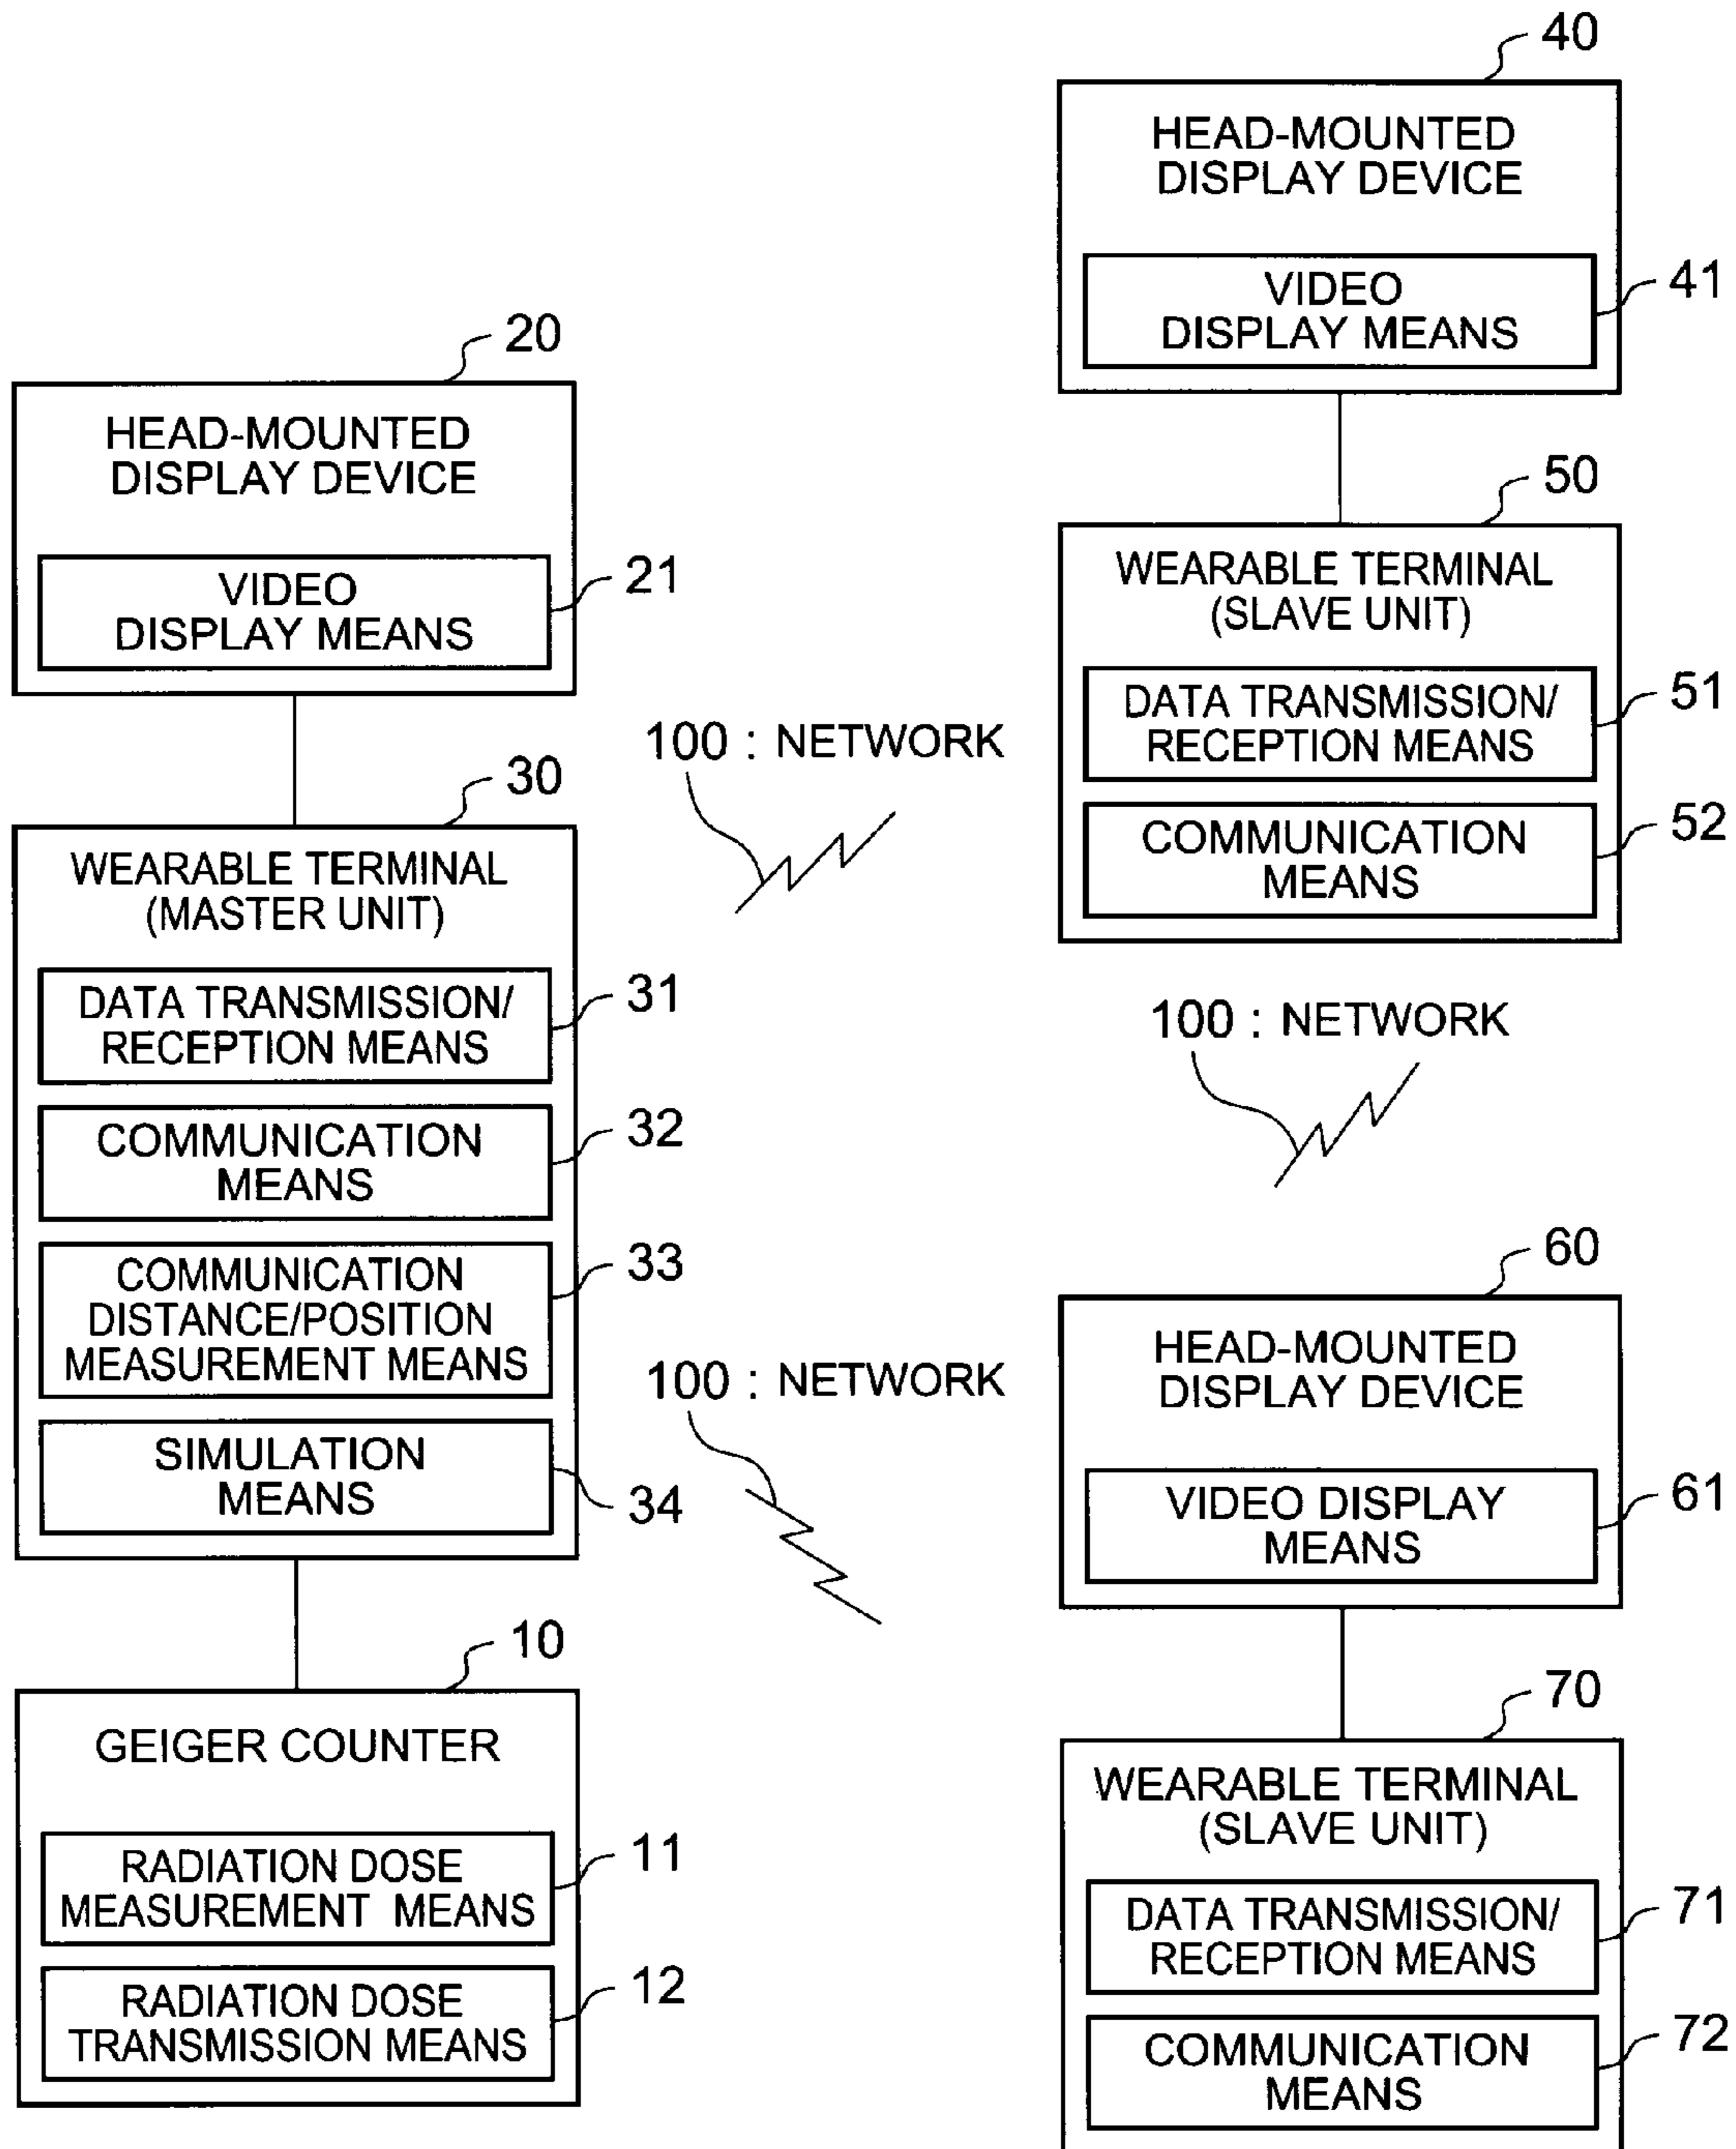 20
HEAD-MOUNTED
DISPLAY DEVICE
VIDEO
DISPLAY MEANS
21
30
WEARABLE TERMINAL
(MASTER UNIT)
DATA TRANSMISSION/
RECEPTION MEANS
31
COMMUNICATION
MEANS
32
COMMUNICATION
DISTANCE/POSITION
MEASUREMENT MEANS
33
SIMULATION
MEANS
34
10
GEIGER COUNTER
RADIATION DOSE
MEASUREMENT MEANS
11
RADIATION DOSE
TRANSMISSION MEANS
12
100 : NETWORK
100 : NETWORK
40
HEAD-MOUNTED
DISPLAY DEVICE
VIDEO
DISPLAY MEANS
41
50
WEARABLE TERMINAL
(SLAVE UNIT)
DATA TRANSMISSION/
RECEPTION MEANS
51
COMMUNICATION
MEANS
52
100 : NETWORK
60
HEAD-MOUNTED
DISPLAY DEVICE
VIDEO DISPLAY
MEANS
61
70
WEARABLE TERMINAL
(SLAVE UNIT)
DATA TRANSMISSION/
RECEPTION MEANS
71
COMMUNICATION
MEANS
72